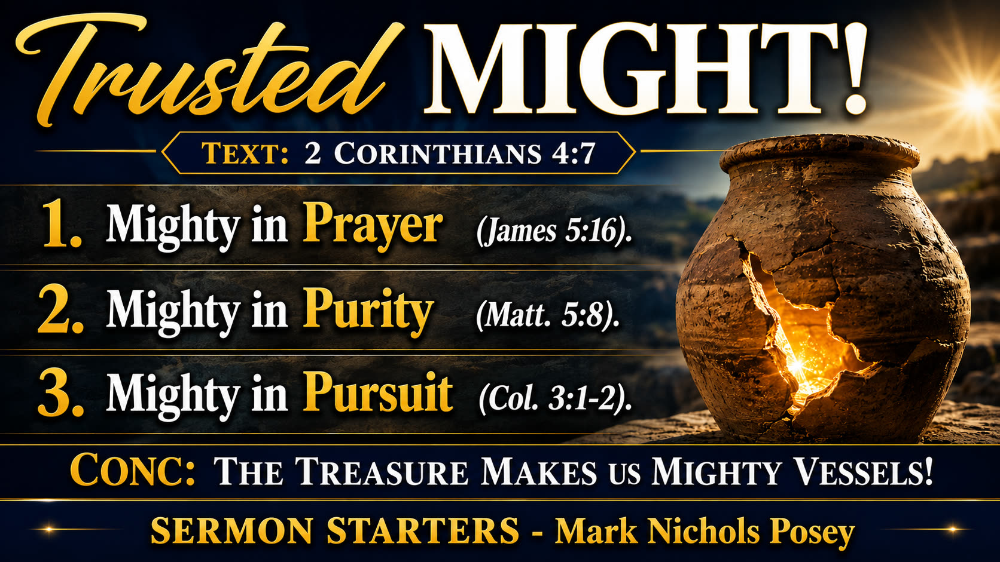 Trusted MIGHT!
TEXT: 2 CORINTHIANS 4:7
1. Mighty in Prayer (James 5:16).
2. Mighty in Purity (Matt. 5:8).
3. Mighty in Pursuit (Col. 3:1-2).
CONC: THE TREASURE MAKES US MIGHTY VESSELS!
SERMON STARTERS - Mark Nichols Posey